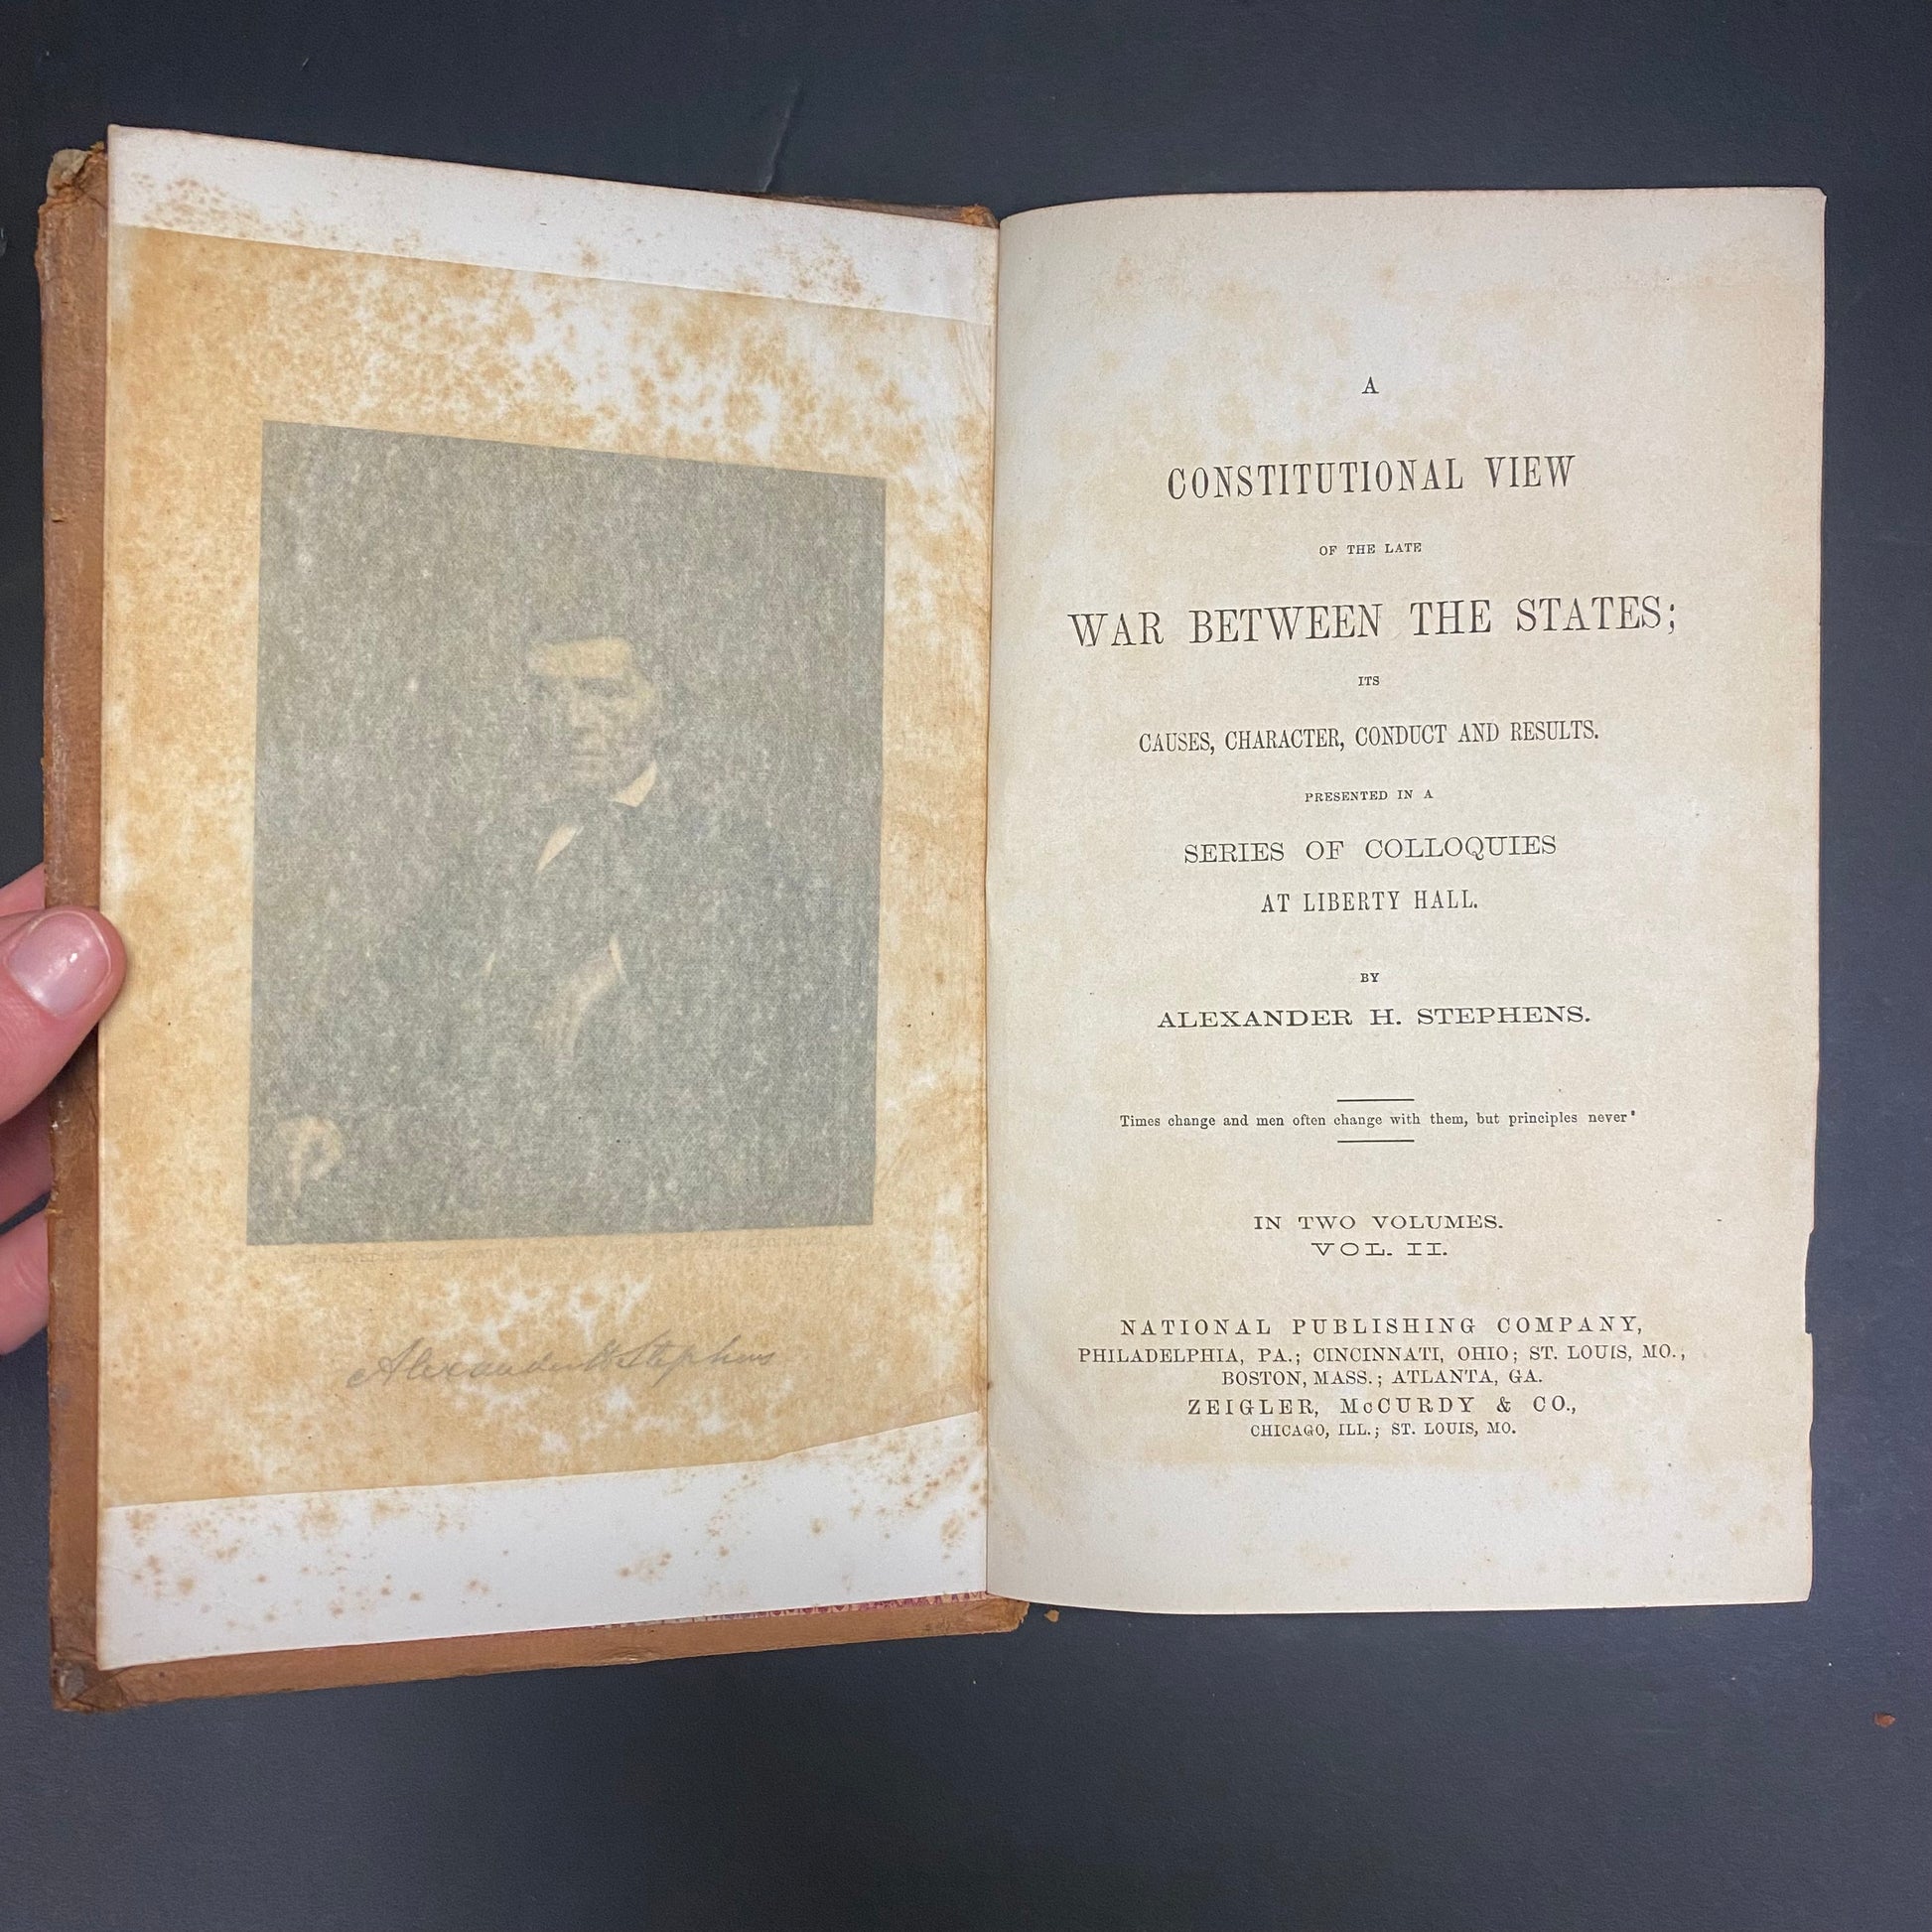 Alexander H Stephens
A
CONSTITUTIONAL VIEW
OF THE LATE
WAR BETWEEN THE STATES;
ITS
CAUSES, CHARACTER, CONDUCT AND RESULTS.
PRESENTED IN A
SERIES OF COLLOQUIES
AT LIBERTY HALL.
BY
ALEXANDER H. STEPHENS.
Times change and men often change with them, but principles never'
IN TWO VOLUMES.
VOL. II.
NATIONAL PUBLISHING COMPANY,
PHILADELPHIA, PA.; CINCINNATI, OHIO; ST. LOUIS, MO.,
BOSTON, MASS.; ATLANTA, GA.
ZEIGLER, McCURDY & CO.,
CHICAGO, ILL.; ST. LOUIS, MO.